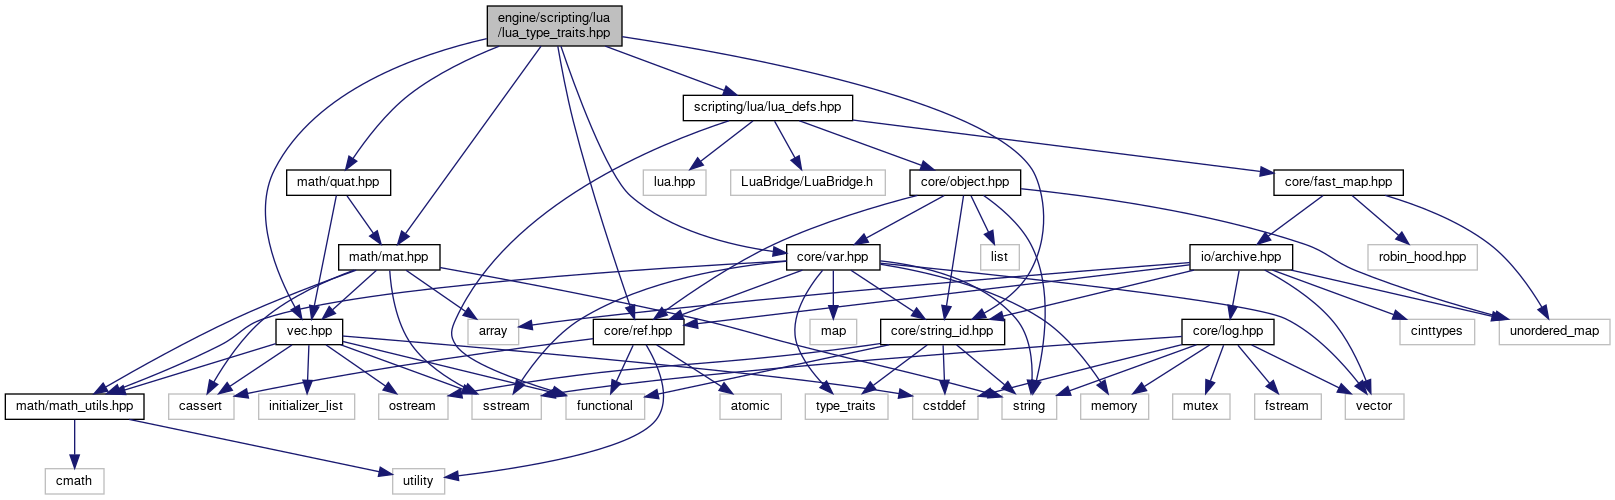 engine/scripting/lua
/lua_type_traits.hpp
scripting/lua/lua_defs.hpp
math/quat.hpp
lua.hpp
LuaBridge/LuaBridge.h
core/object.hpp
core/fast_map.hpp
math/mat.hpp
core/var.hpp
list
io/archive.hpp
robin_hood.hpp
vec.hpp
array
core/ref.hpp
map
core/string_id.hpp
core/log.hpp
cinttypes
unordered_map
math/math_utils.hpp
cassert
initializer_list
ostream
sstream
functional
atomic
type_traits
cstddef
string
memory
mutex
fstream
vector
cmath
utility